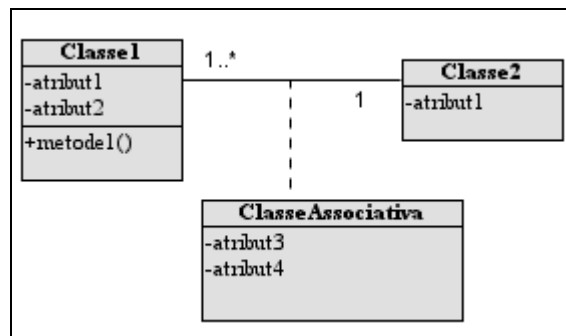 Classe1
-atribut1
-atribut2
+metode1()
1..*
1
Classe2
-atribut1
ClasseAssociativa
-atribut3
-atribut4